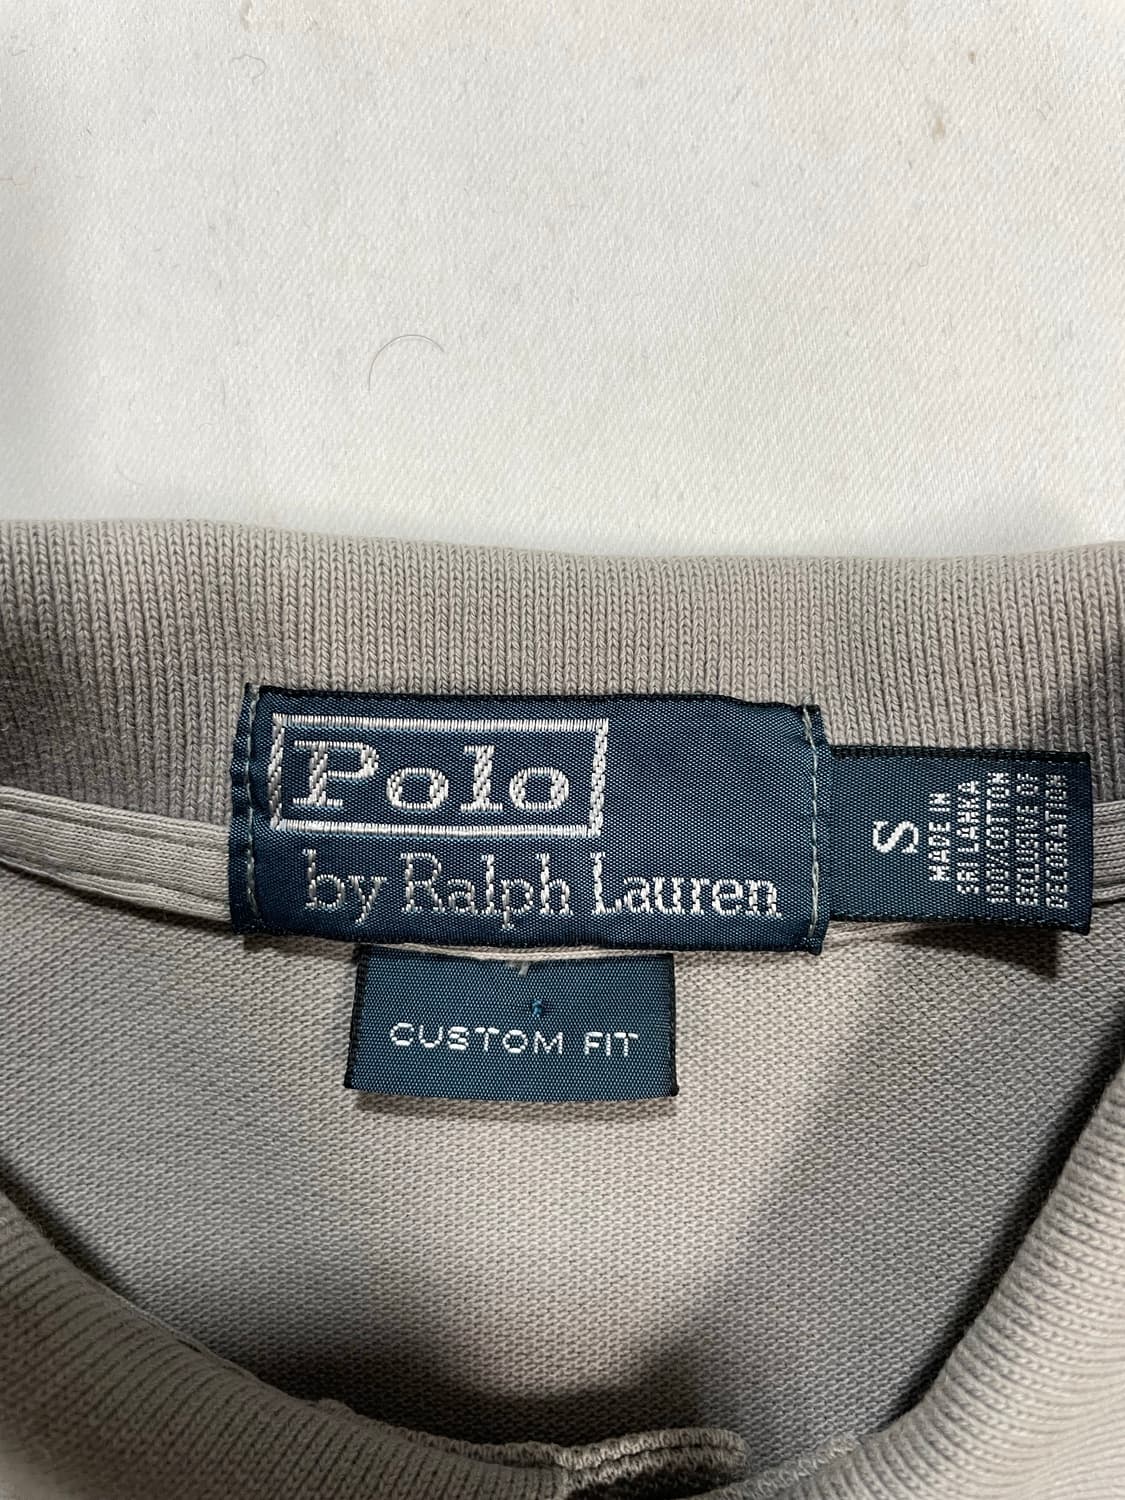 Polo
by Ralph Lauren
S
MADE IN
SRI LANKA
100%COTTON
EXCLUSIVE OF
DECORATION
CUSTOM FIT